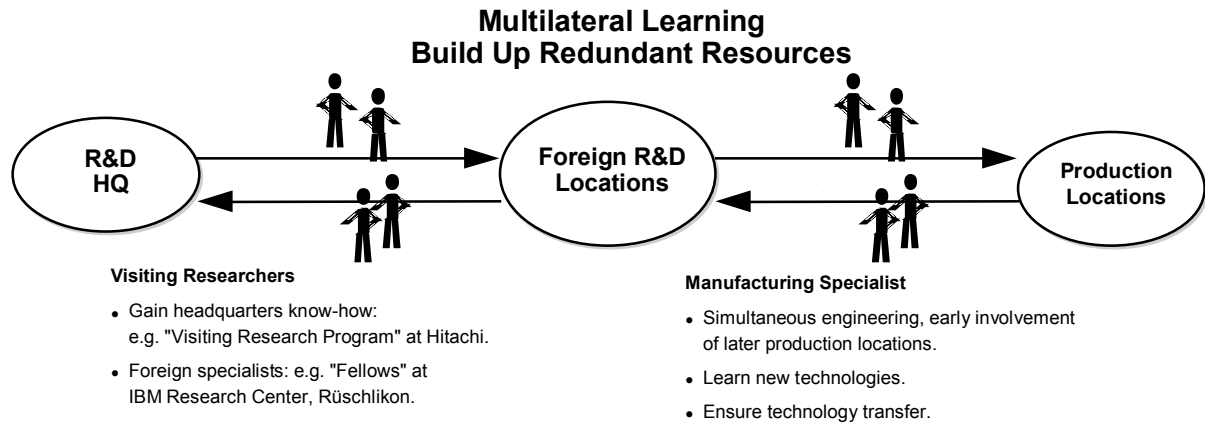 Multilateral Learning
Build Up Redundant Resources
R&D
HQ
Foreign R&D
Locations
Production
Locations
Visiting Researchers
• Gain headquarters know-how:
e.g. "Visiting Research Program" at Hitachi.
• Foreign specialists: e.g. "Fellows" at
IBM Research Center, Rüschlikon.
Manufacturing Specialist
• Simultaneous engineering, early involvement
of later production locations.
• Learn new technologies.
• Ensure technology transfer.